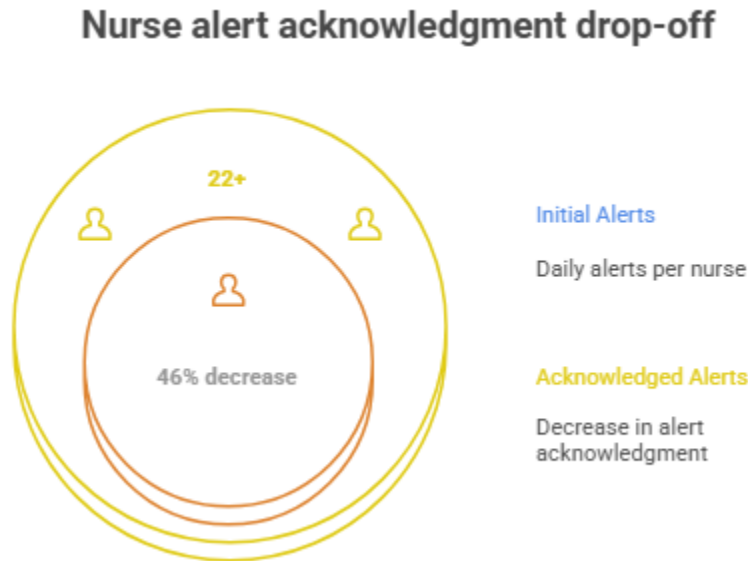 Nurse alert acknowledgment drop-off
22+
46% decrease
Initial Alerts
Daily alerts per nurse
Acknowledged Alerts
Decrease in alert
acknowledgment